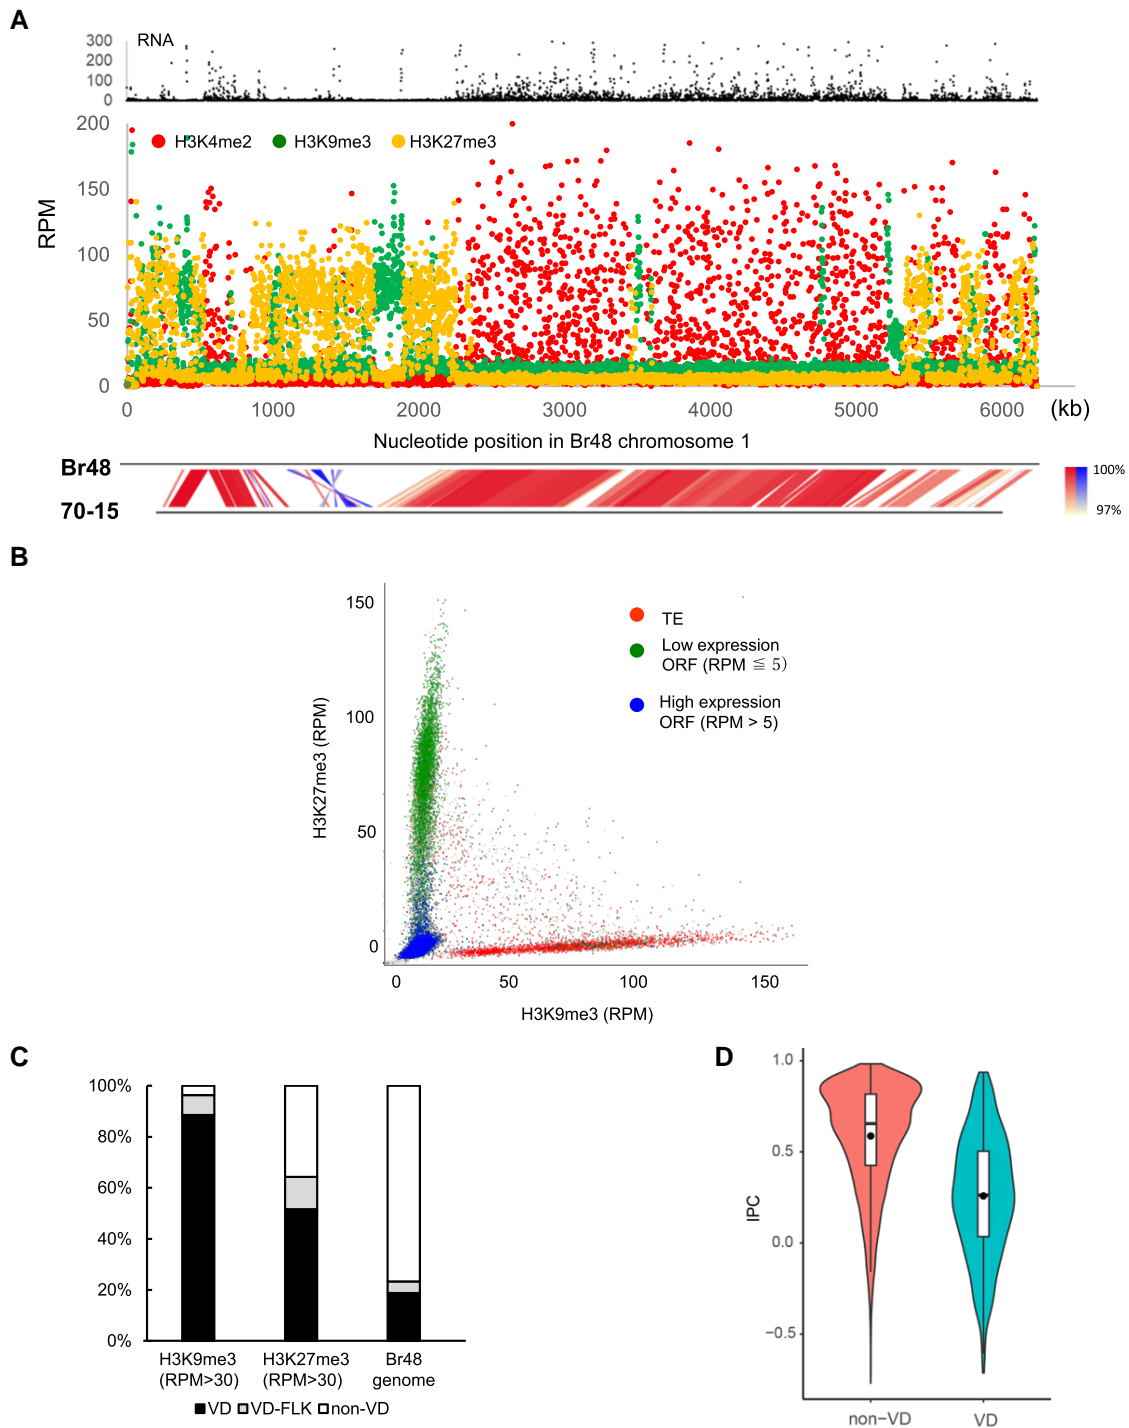 A
300
200
100
0
RNA
200
150
100
50
0
RPM
H3K4me2 H3K9me3 H3K27me3
0 1000 2000 3000 4000 5000 6000 (kb)
Nucleotide position in Br48 chromosome 1
Br48
70-15
100%
97%
B
150
100
50
0
H3K27me3 (RPM)
TE
Low expression
ORF (RPM ≦ 5)
High expression
ORF (RPM > 5)
0 50 100 150
H3K9me3 (RPM)
C
100%
80%
60%
40%
20%
0%
H3K9me3 H3K27me3 Br48
(RPM>30) (RPM>30) genome
VD VD-FLK non-VD
D
1.0
0.5
0.0
−0.5
IPC
non−VD VD